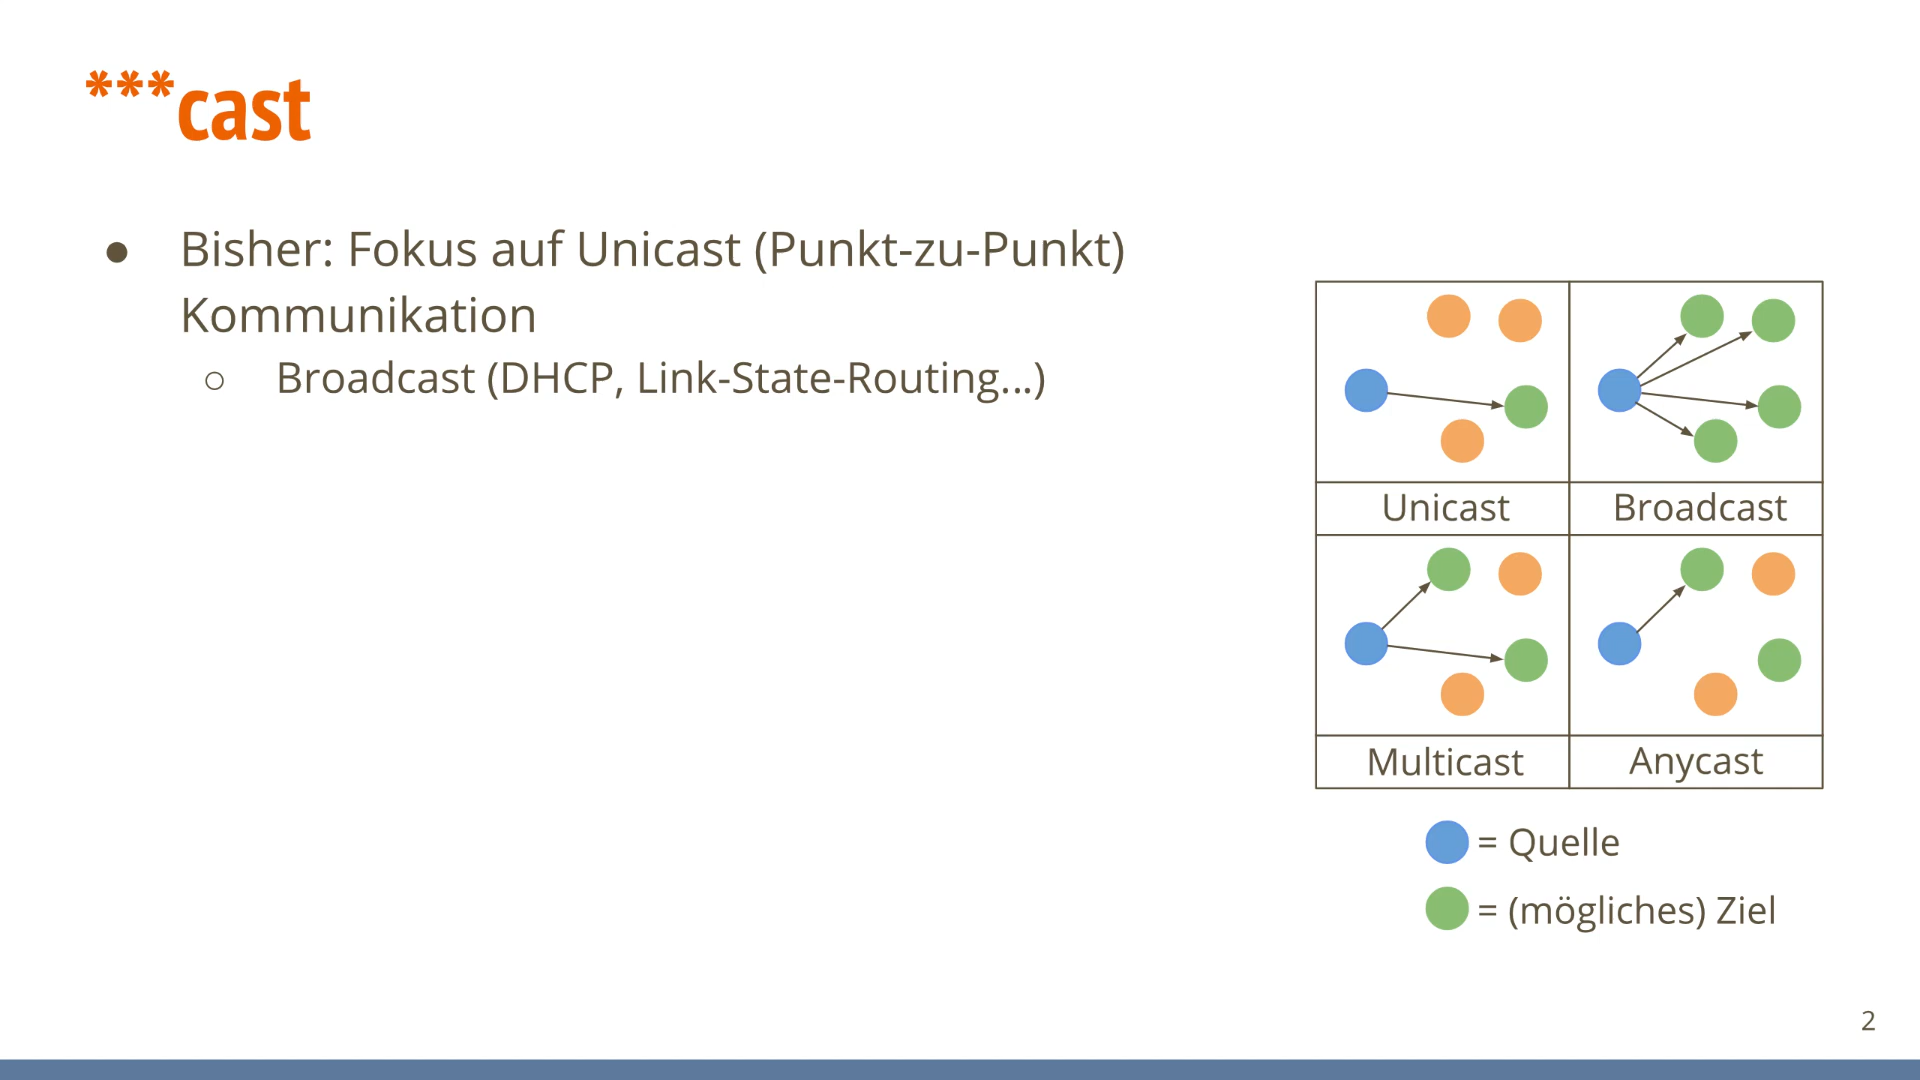 ***cast
● Bisher: Fokus auf Unicast (Punkt-zu-Punkt)
Kommunikation
○ Broadcast (DHCP, Link-State-Routing...)
Unicast
Broadcast
Multicast
Anycast
= Quelle
= (mögliches) Ziel
2